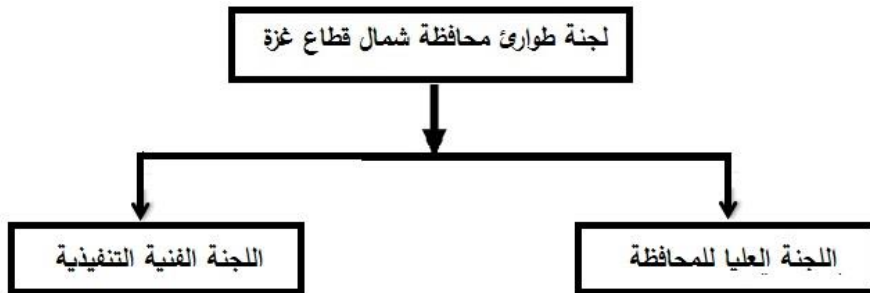 لجنة طوارئ محافظة شمال قطاع غزة
اللجنة العليا للمحافظة
اللجنة الفنية التنفيذية